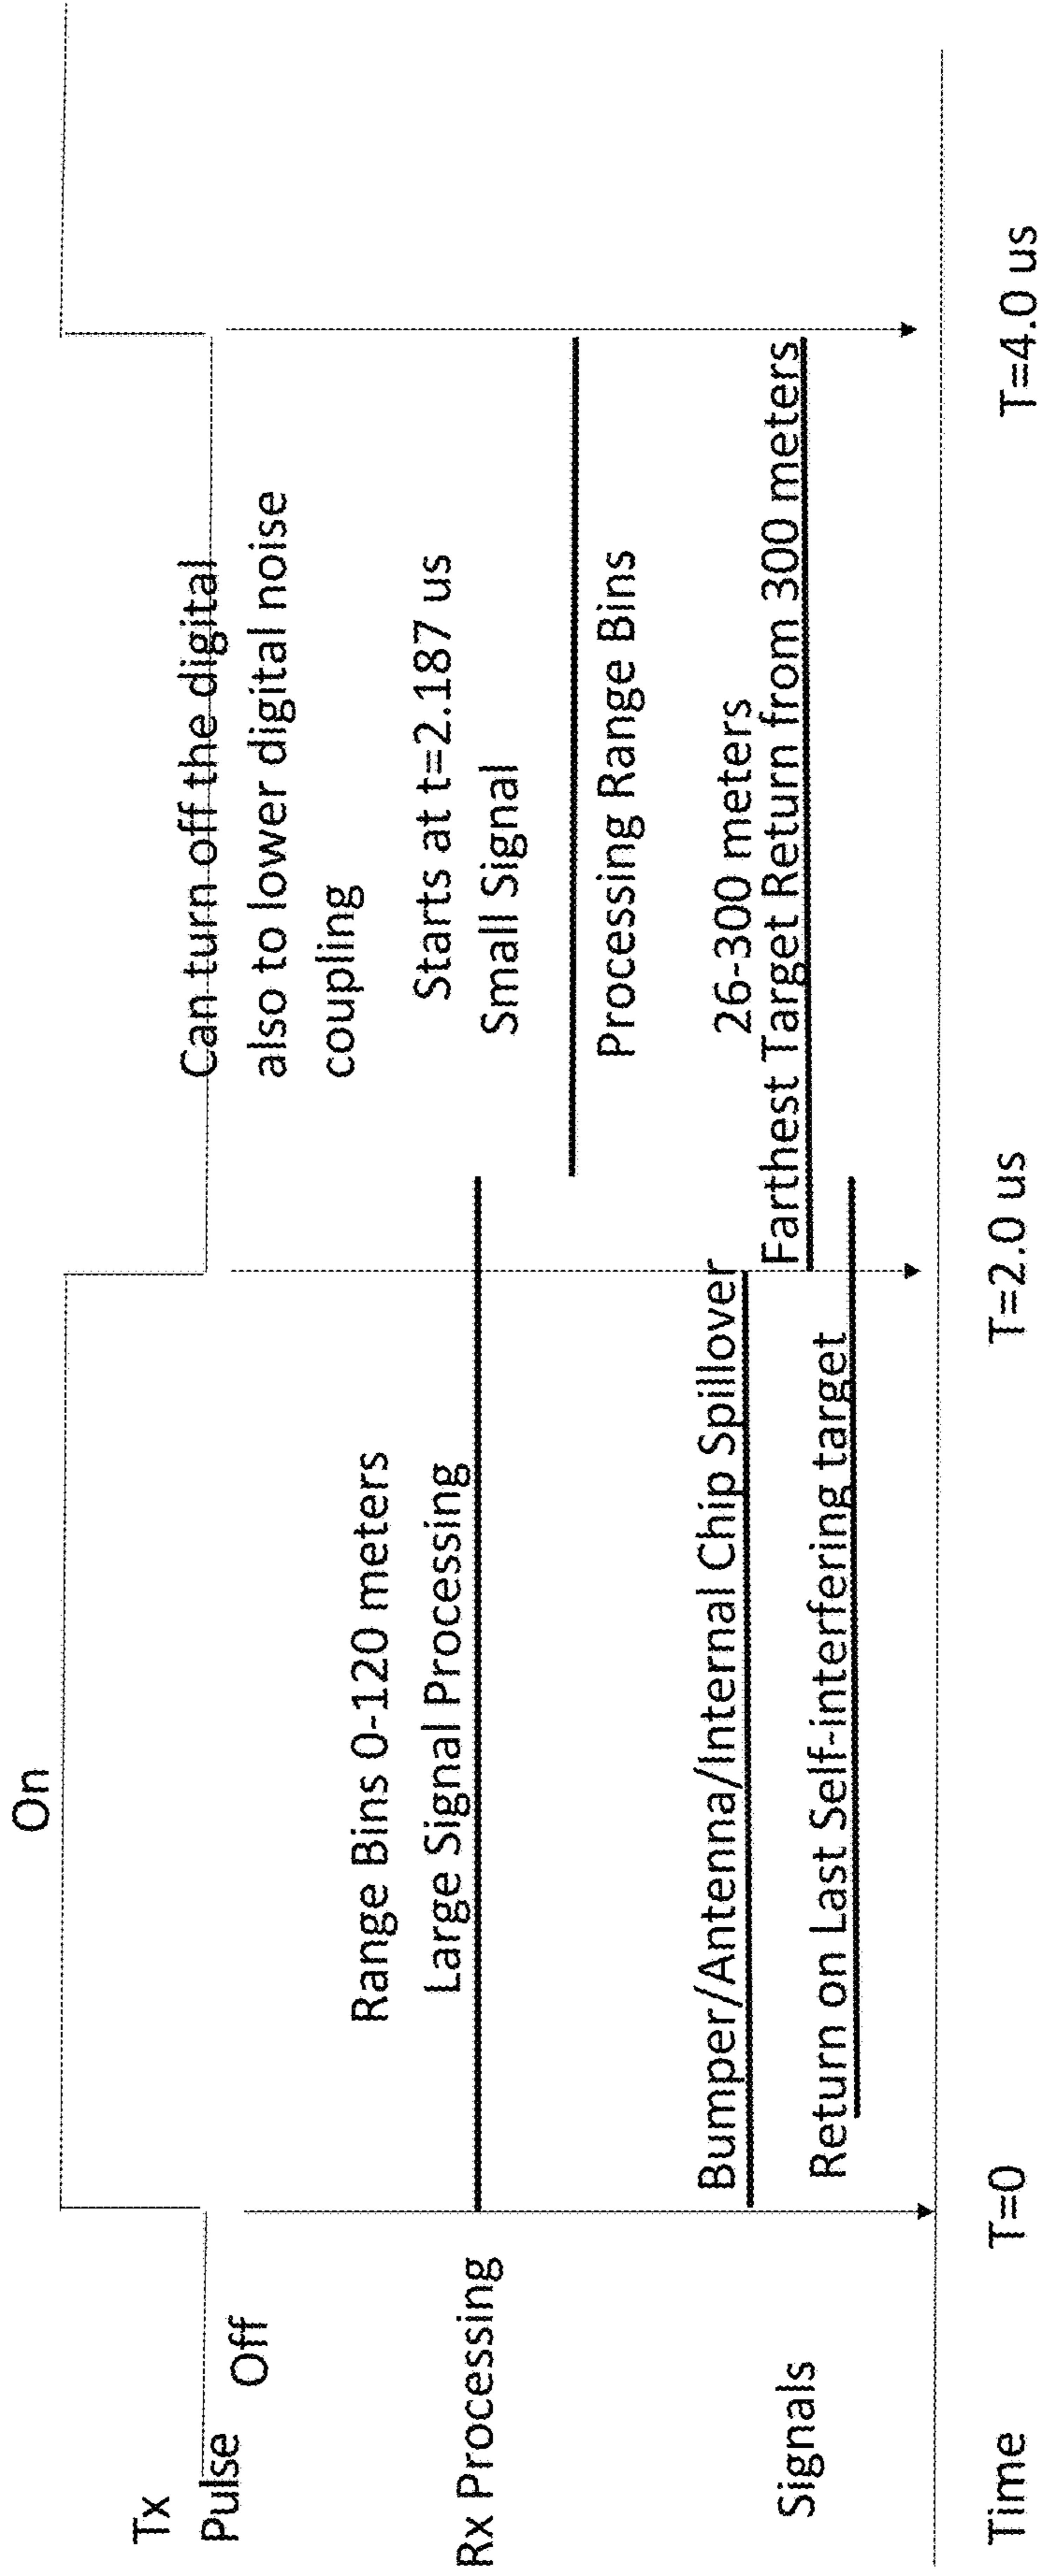 On
Tx
Pulse
Off
Can turn off the digital
also to lower digital noise
coupling
Rx Processing
Range Bins 0-120 meters
Large Signal Processing
Starts at t=2.187 us
Small Signal
Processing Range Bins
26-300 meters
Signals
Bumper/Antenna/Internal Chip Spillover
Farthest Target Return from 300 meters
Return on Last Self-interfering target
Time
T=0
T=2.0 us
T=4.0 us